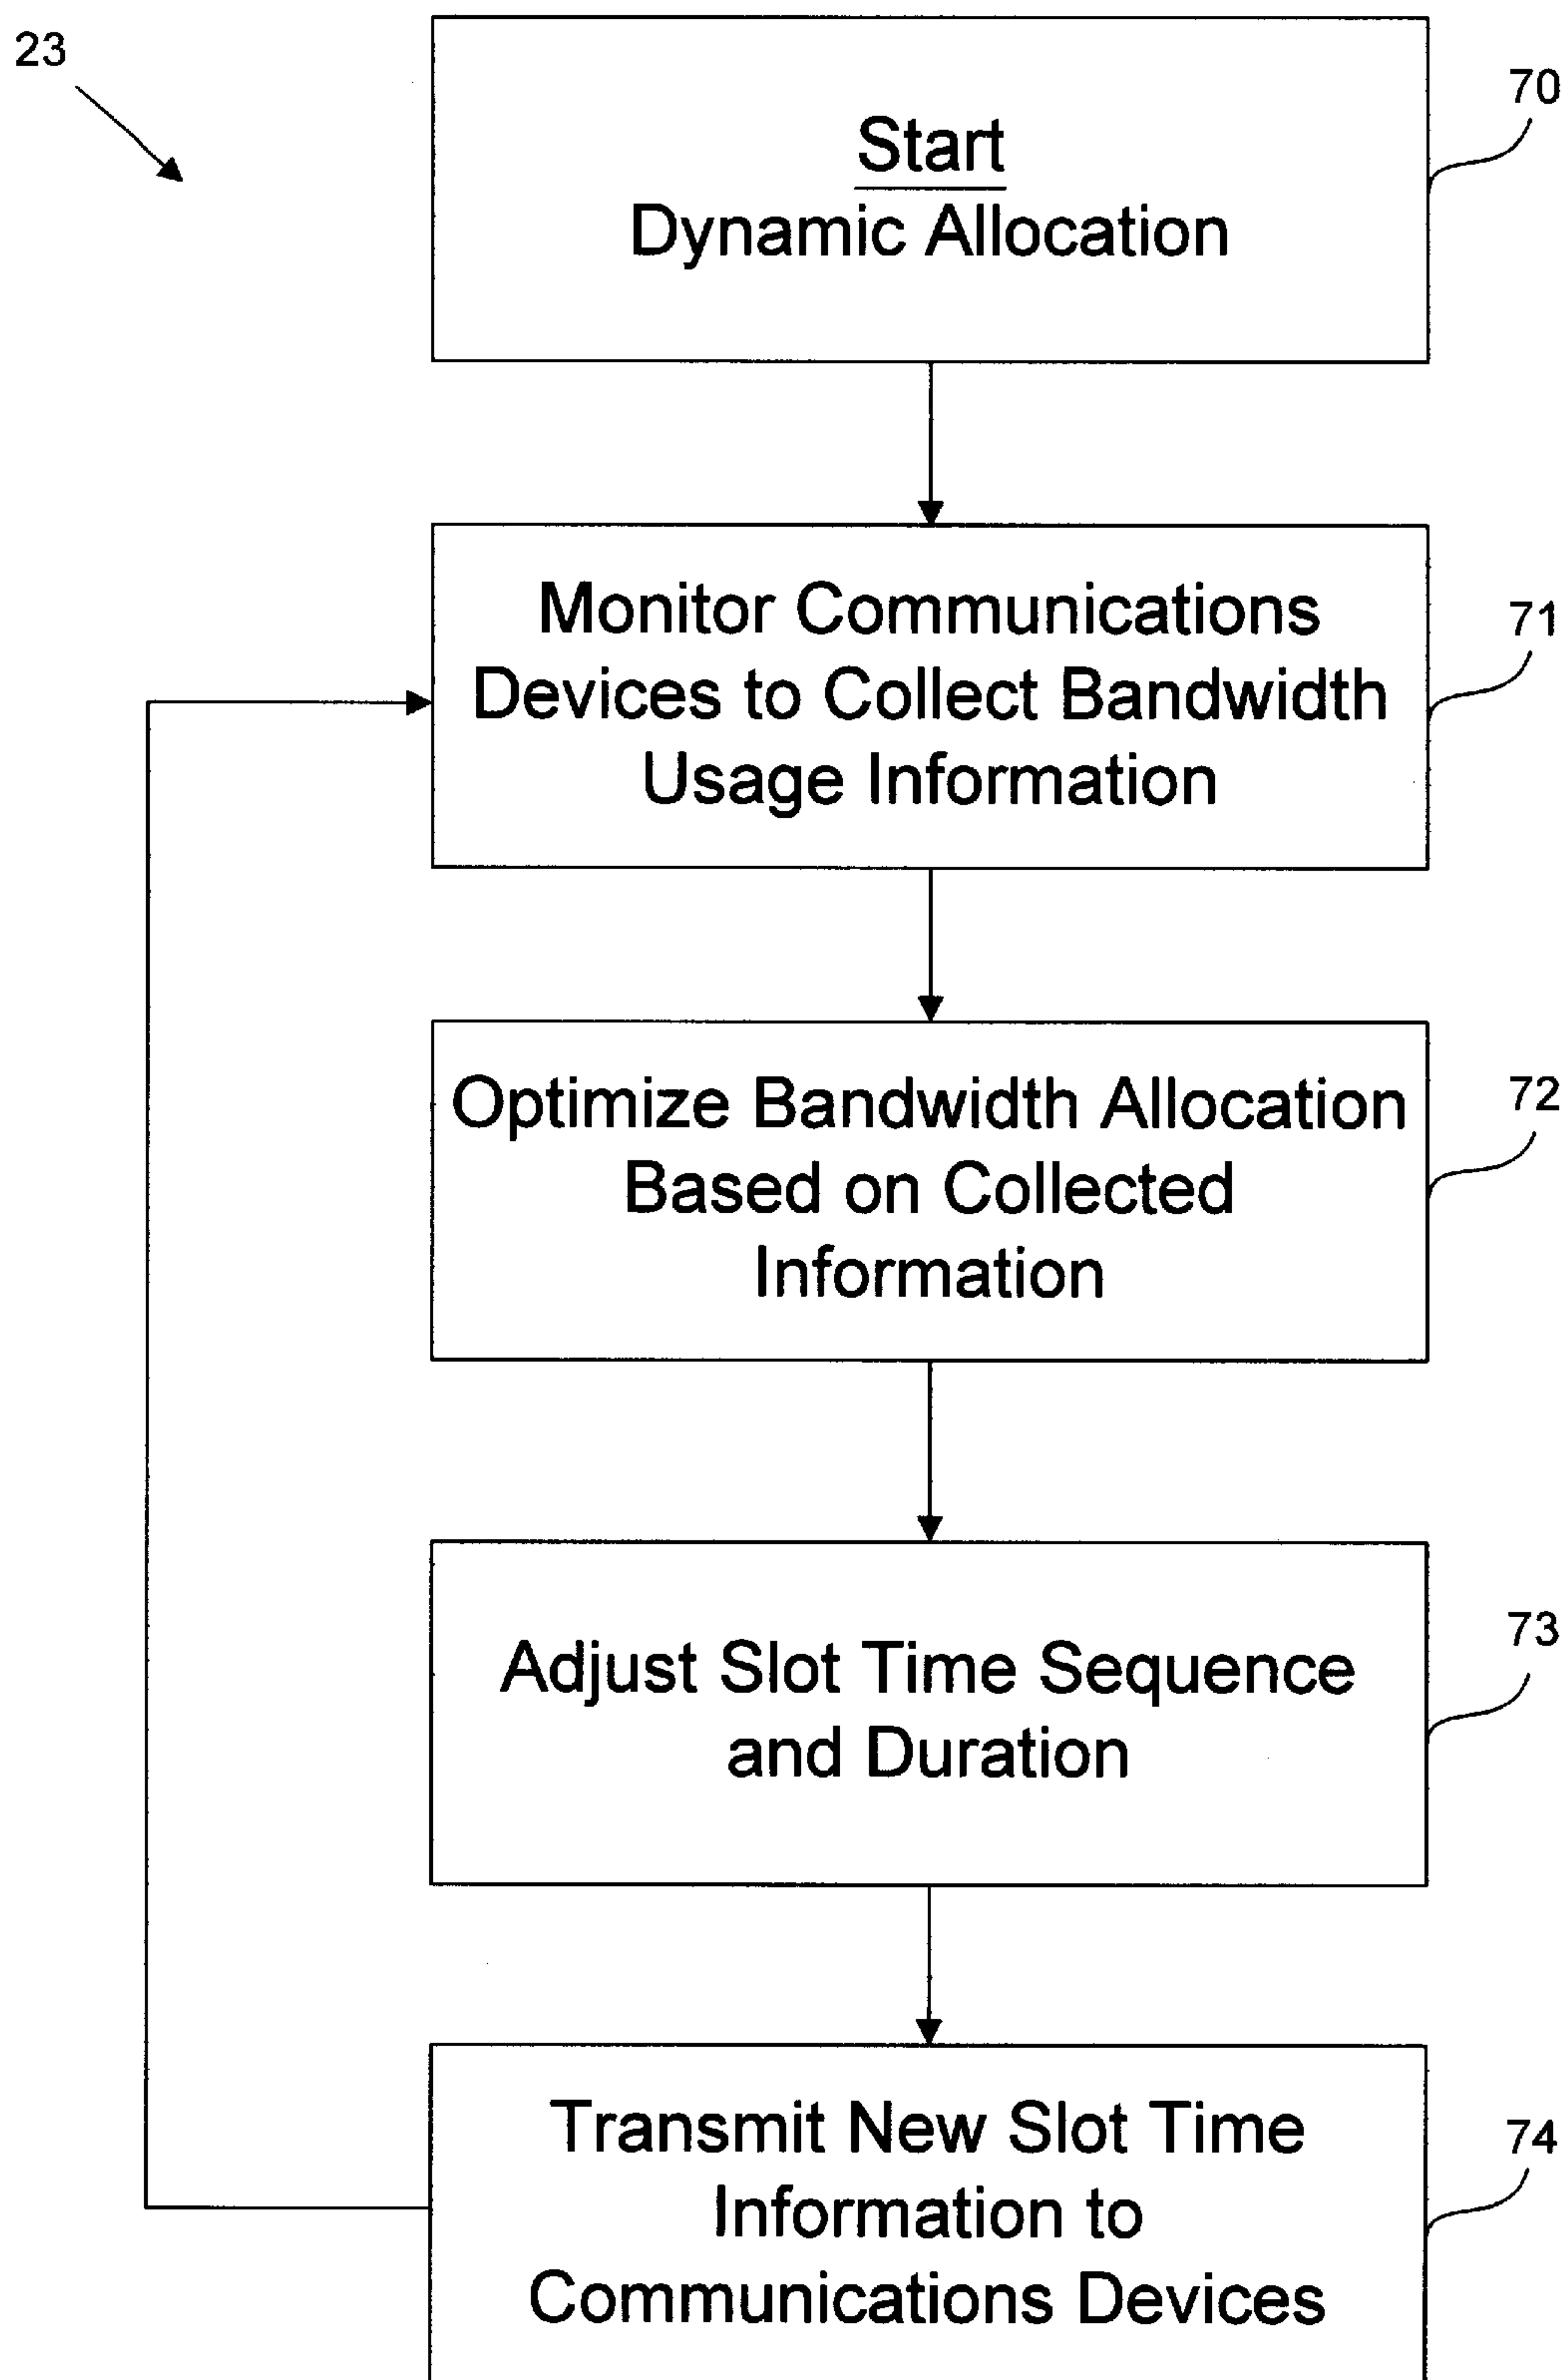 23
70
Start
Dynamic Allocation
71
Monitor Communications
Devices to Collect Bandwidth
Usage Information
72
Optimize Bandwidth Allocation
Based on Collected
Information
73
Adjust Slot Time Sequence
and Duration
74
Transmit New Slot Time
Information to
Communications Devices